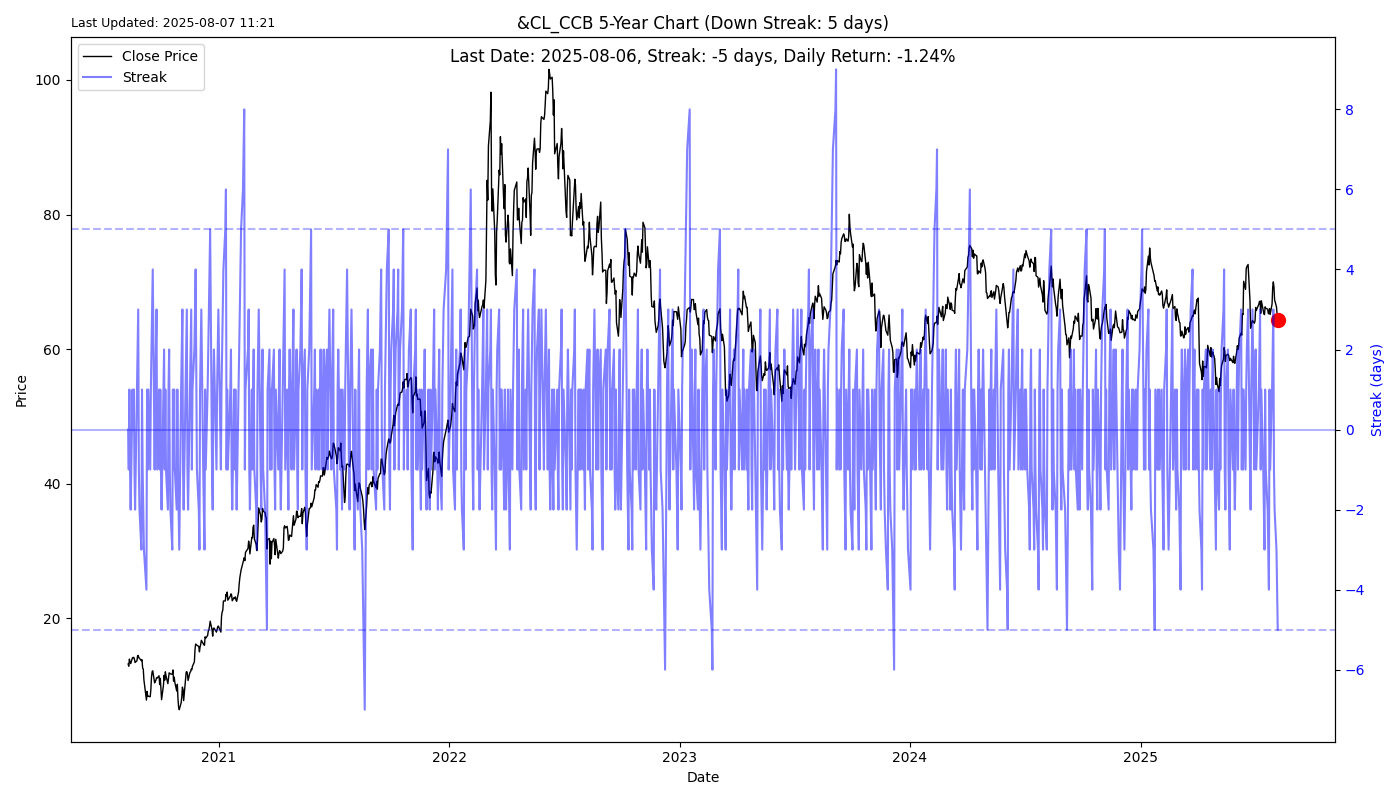 Last Updated: 2025-08-07 11:21
&CL_CCB 5-Year Chart (Down Streak: 5 days)
Last Date: 2025-08-06, Streak: -5 days, Daily Return: -1.24%
Close Price
Streak
100
80
60
40
20
Price
8
6
4
2
0
−2
−4
−6
Streak (days)
2021
2022
2023
2024
2025
Date